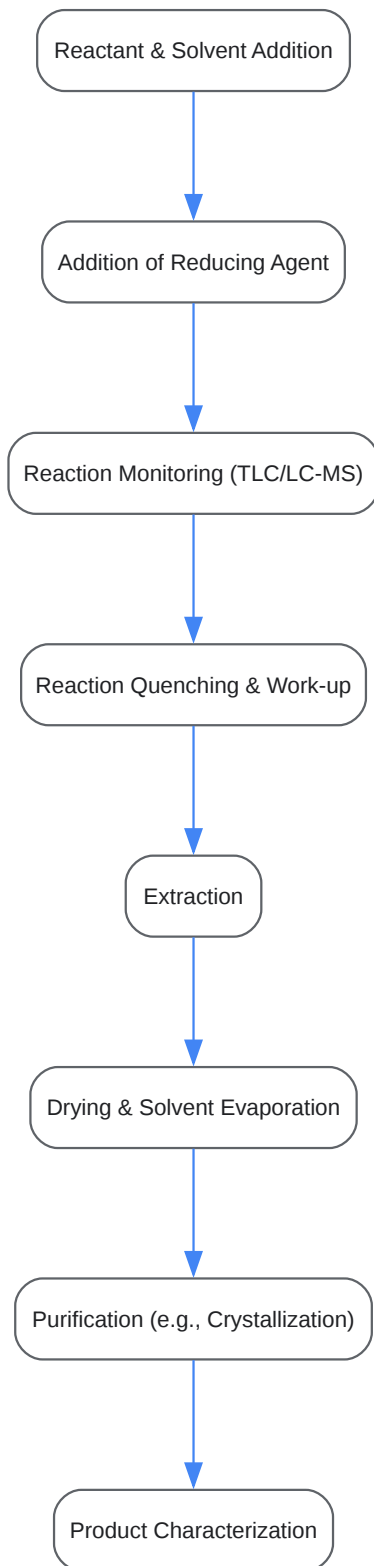 Reactant & Solvent Addition
Addition of Reducing Agent
Reaction Monitoring (TLC/LC-MS)
Reaction Quenching & Work-up
Extraction
Drying & Solvent Evaporation
Purification (e.g., Crystallization)
Product Characterization